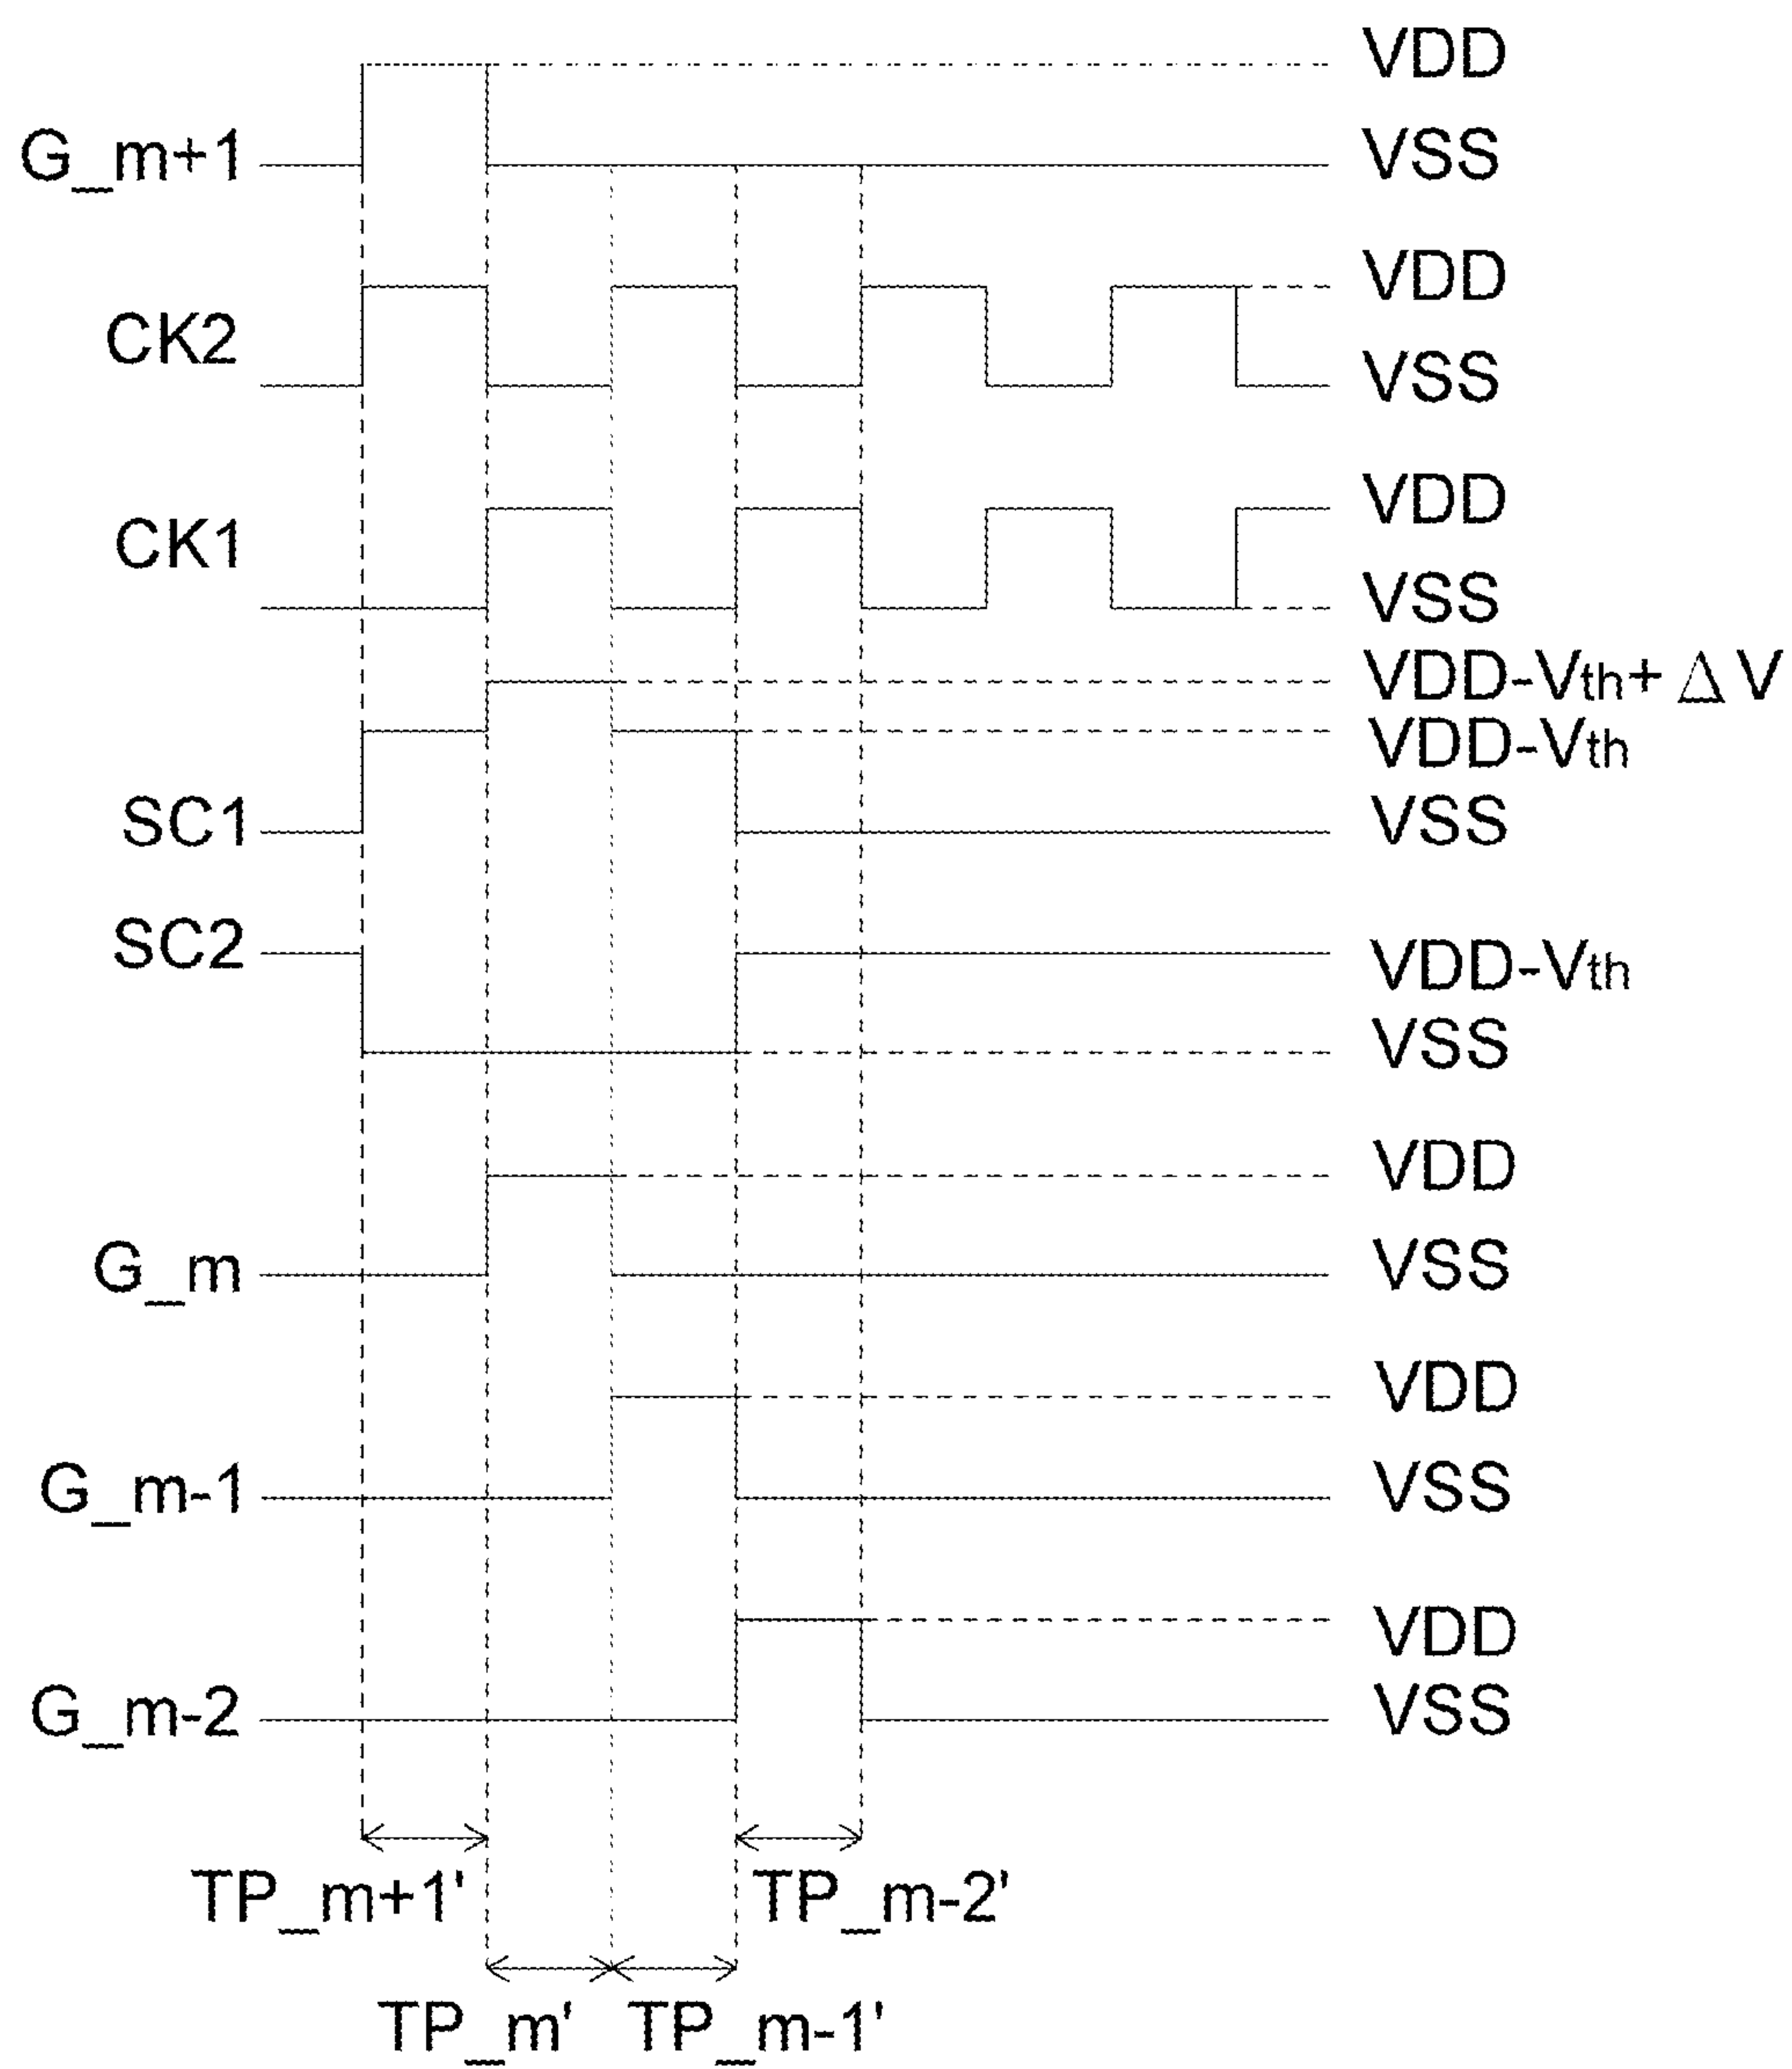 VDD
G_m+1 VSS
VDD
CK2
VSS
VDD
CK1
VSS
VDD-Vth+ΔV
VDD-Vth
SC1 VSS
SC2 VDD-Vth
VSS
VDD
G_m VSS
VDD
G_m-1 VSS
VDD
G_m-2 VSS
TP_m+1' TP_m-2'
TP_m' TP_m-1'